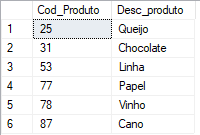 Cod_Produto Desc_produto
1 25 Queijo
2 31 Chocolate
3 53 Linha
4 77 Papel
5 78 Vinho
6 87 Cano